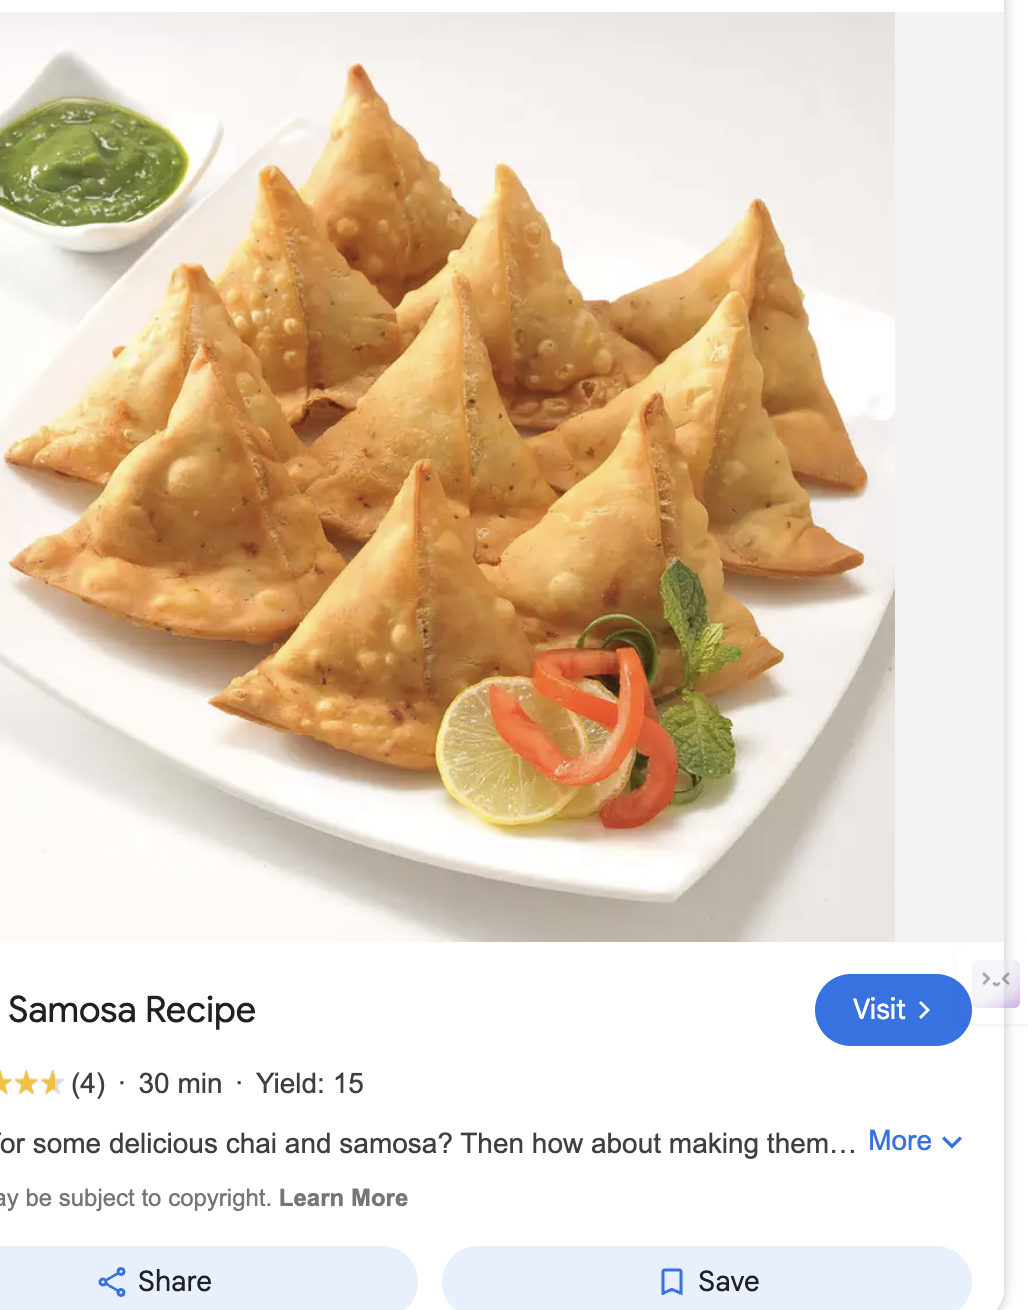 Samosa Recipe
Visit
(4) · 30 min · Yield: 15
for some delicious chai and samosa? Then how about making them… More
be subject to copyright. Learn More
Share
Save